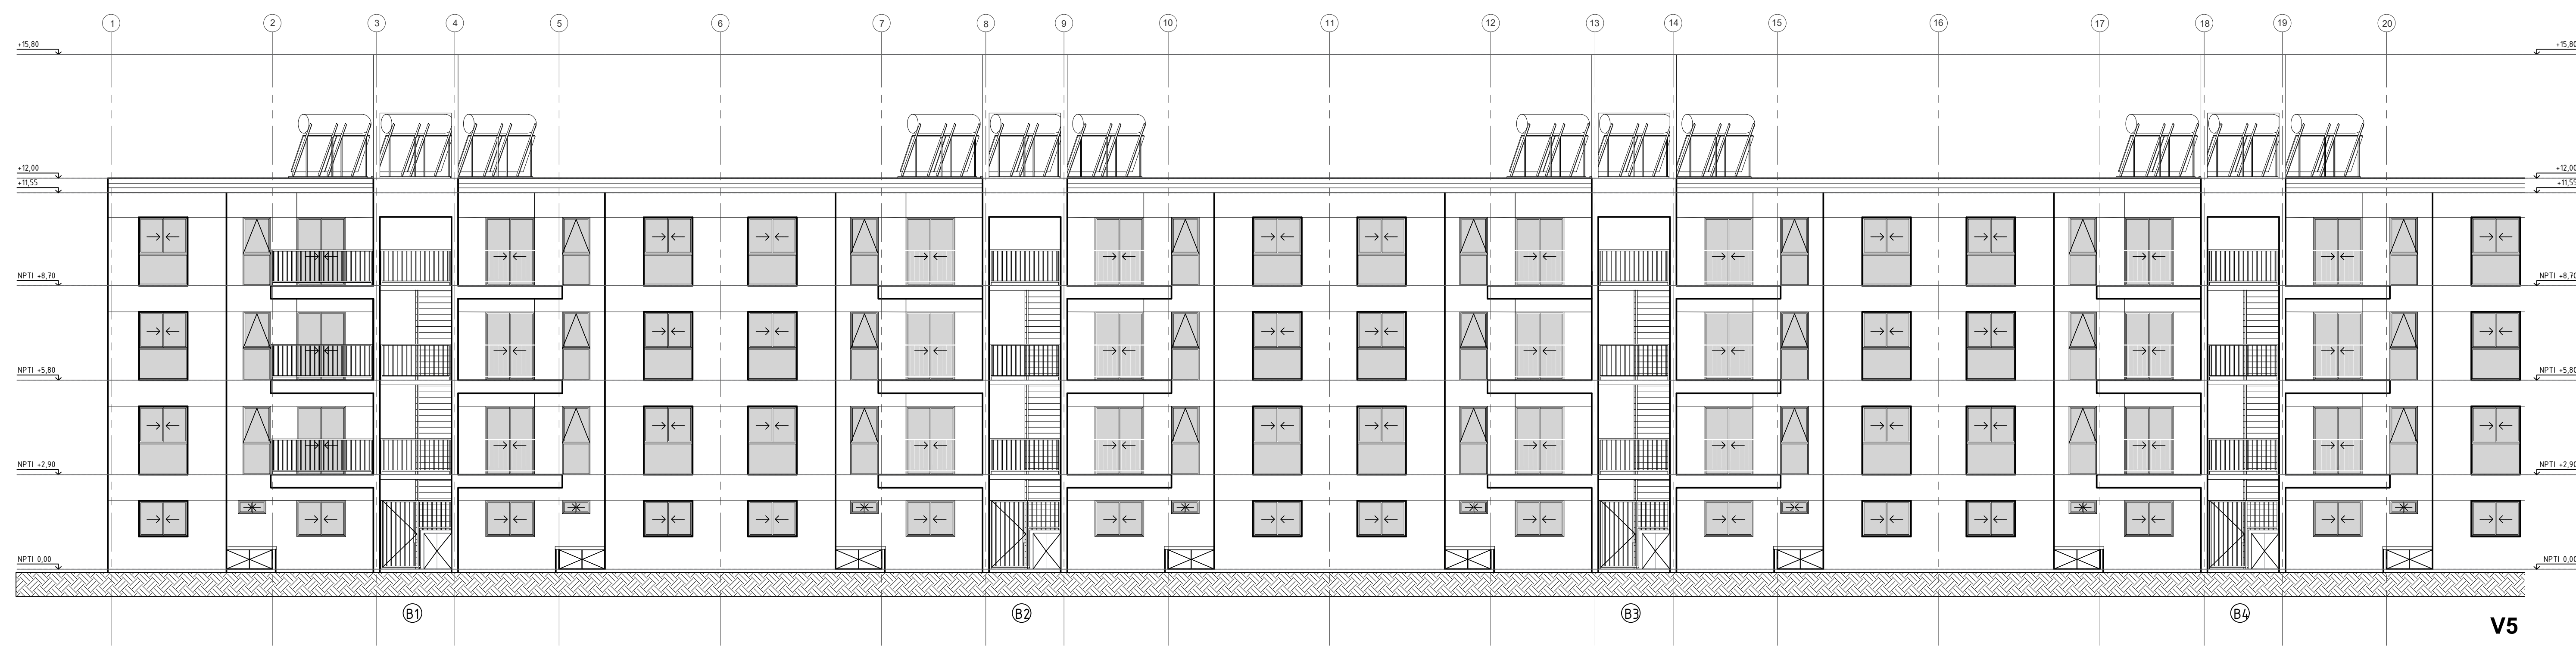 1 2 3 4 5 6 7 8 9 10 11 12 13 14 15 16 17 18 19 20
+15,80 +15,80
+12,00 +12,00
+11,55 +11,55
NPTI +8,70 NPTI +8,70
NPTI +5,80 NPTI +5,80
NPTI +2,90 NPTI +2,90
NPTI 0,00 NPTI 0,00
B1 B2 B3 B4
V5